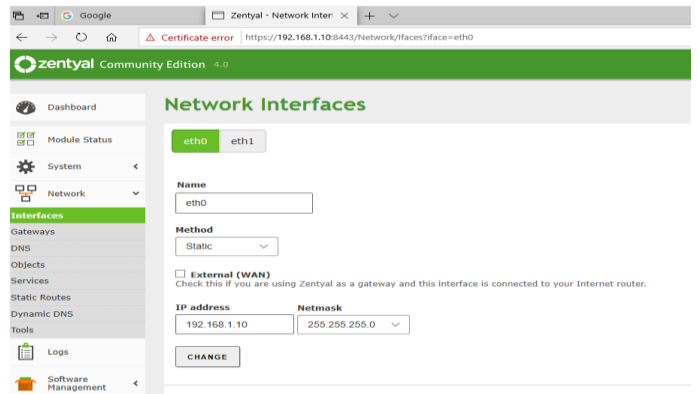 Google
Zentyal - Network Inter
Certificate error https://192.168.1.10:8443/Network/Ifaces?iface=eth0
zentyal Community Edition 4.0
Dashboard
Module Status
System
Network
Interfaces
Gateways
DNS
Objects
Services
Static Routes
Dynamic DNS
Tools
Logs
Software
Management
Network Interfaces
eth0 eth1
Name
eth0
Method
Static
External (WAN)
Check this if you are using Zentyal as a gateway and this interface is connected to your Internet router.
IP address Netmask
192.168.1.10 255.255.255.0
CHANGE